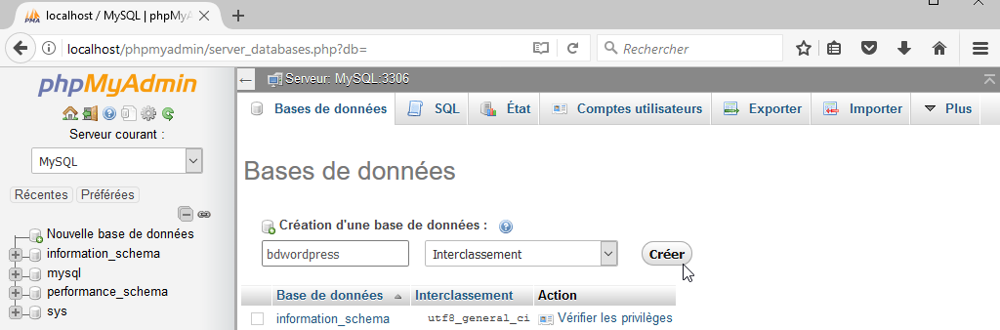 localhost / MySQL | phpMyA
localhost/phpmyadmin/server_databases.php?db=
Rechercher
phpMyAdmin
Serveur courant :
MySQL
Récentes Préférées
Nouvelle base de données
information_schema
mysql
performance_schema
sys
Serveur: MySQL:3306
Bases de données SQL État Comptes utilisateurs Exporter Importer Plus
Bases de données
Création d'une base de données :
bdwordpress Interclassement Créer
Base de données Interclassement Action
information_schema utf8_general_ci Vérifier les privilèges